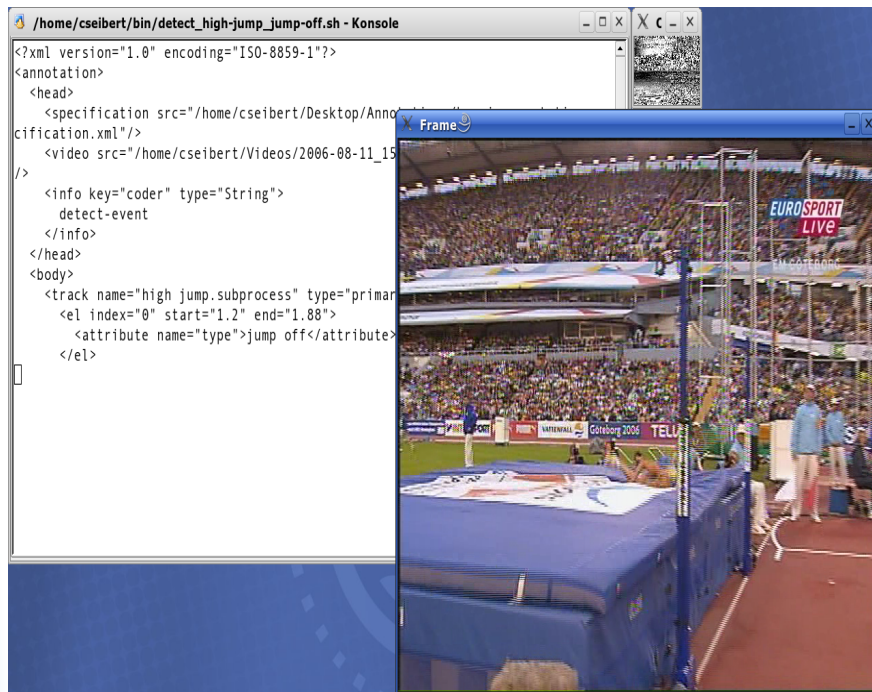 /home/cseibert/bin/detect_high-jump_jump-off.sh - Konsole
<?xml version="1.0" encoding="ISO-8859-1"?>
<annotation>
<head>
<specification src="/home/cseibert/Desktop/
cification.xml"/>
<video src="/home/cseibert/Videos/2006-08-11_15
/>
<info key="coder" type="String">
detect-event
</info>
</head>
<body>
<track name="high jump.subprocess" type="primar
<el index="0" start="1.2" end="1.88">
<attribute name="type">jump off</attribute>
</el>
C
Frame
EUROSPORT
LIVE
EM GÖTEBORG
VATTENFALL
Göteborg 2006
TELI